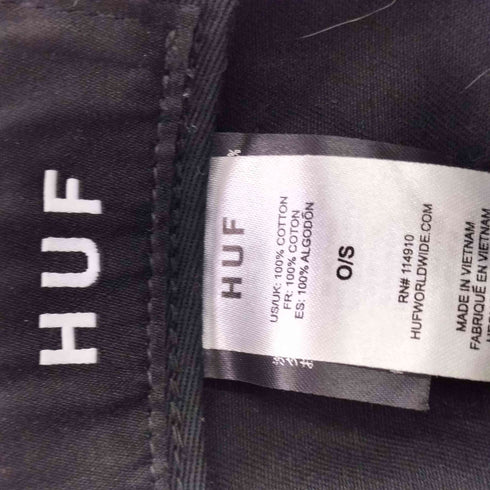 HUF
HUF
US/UK: 100% COTTON
FR: 100% COTON
ES: 100% ALGODÓN
O/S
RN# 114910
HUFWORLDWIDE.COM
MADE IN VIETNAM
FABRIQUÉ EN VIETNAM